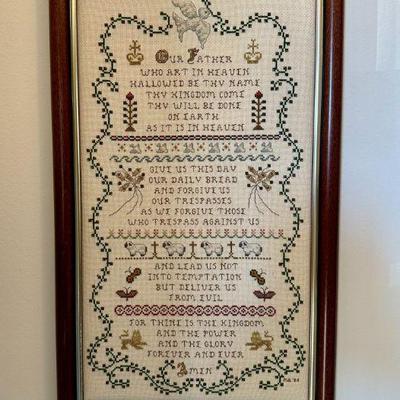 OUR FATHER
WHO ART IN HEAVEN
HALLOWED BE THY NAME
THY KINGDOM COME
THY WILL BE DONE
ON EARTH
AS IT IS IN HEAVEN
GIVE US THIS DAY
OUR DAILY BREAD
AND FORGIVE US
OUR TRESPASSES
AS WE FORGIVE THOSE
WHO TRESPASS AGAINST US
AND LEAD US NOT
INTO TEMPTATION
BUT DELIVER US
FROM EVIL
FOR THINE IS THE KINGDOM
AND THE POWER
AND THE GLORY
FOREVER AND EVER
AMEN